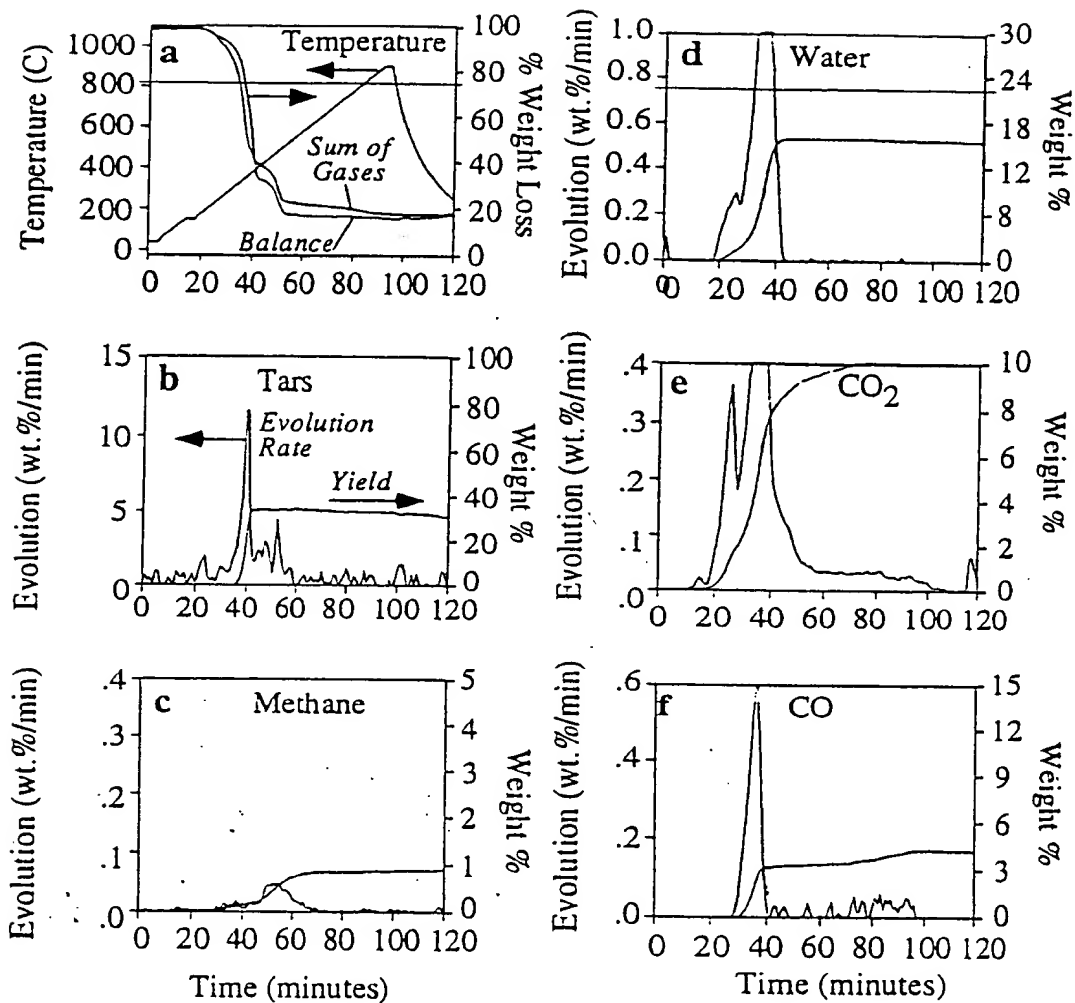 a
Temperature
Temperature (C)
1000
800
600
400
200
0
% Weight Loss
100
80
60
40
20
0
Sum of
Gases
Balance
0 20 40 60 80 100 120
d
Water
Evolution (wt.%/min)
1.0
0.8
0.6
0.4
0.2
0.0
Weight %
30
24
18
12
6
0
0 20 40 60 80 100 120
b
Tars
Evolution (wt.%/min)
15
10
5
0
Evolution
Rate
Yield
Weight %
100
80
60
40
20
0
0 20 40 60 80 100 120
e
CO2
Evolution (wt.%/min)
.4
.3
.2
.1
.0
Weight %
10
8
6
4
2
0
0 20 40 60 80 100 120
c
Methane
Evolution (wt.%/min)
.4
.3
.2
.1
.0
Weight %
5
4
3
2
1
0
0 20 40 60 80 100 120
Time (minutes)
f
CO
Evolution (wt.%/min)
.6
.4
.2
.0
Weight %
15
12
9
6
3
0
0 20 40 60 80 100 120
Time (minutes)